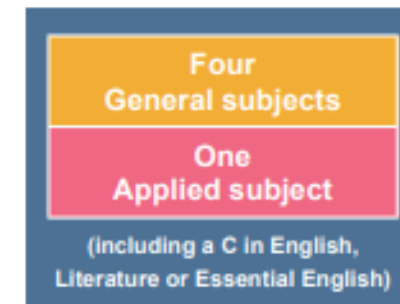 Four
General subjects
One
Applied subject
(including a C in English,
Literature or Essential English)